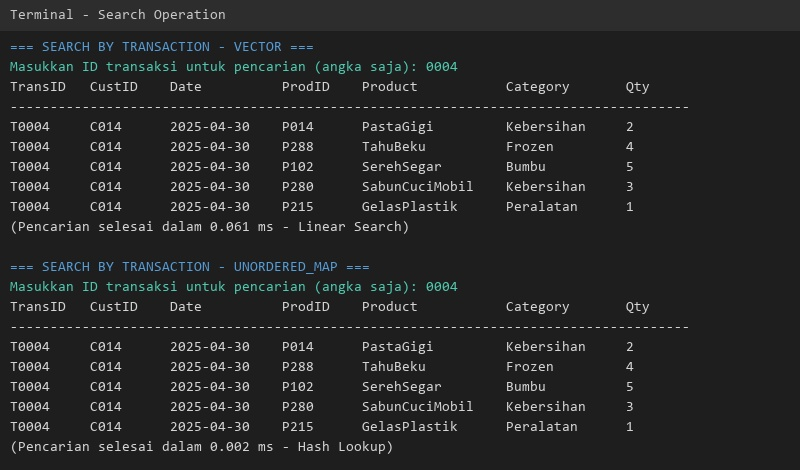 Terminal - Search Operation
=== SEARCH BY TRANSACTION - VECTOR ===
Masukkan ID transaksi untuk pencarian (angka saja): 0004
TransID   CustID    Date          ProdID    Product           Category       Qty
-------------------------------------------------------------------------------------
T0004     C014      2025-04-30    P014      PastaGigi         Kebersihan     2
T0004     C014      2025-04-30    P288      TahuBeku          Frozen         4
T0004     C014      2025-04-30    P102      SerehSegar        Bumbu          5
T0004     C014      2025-04-30    P280      SabunCuciMobil    Kebersihan     3
T0004     C014      2025-04-30    P215      GelasPlastik      Peralatan      1
(Pencarian selesai dalam 0.061 ms - Linear Search)
=== SEARCH BY TRANSACTION - UNORDERED_MAP ===
Masukkan ID transaksi untuk pencarian (angka saja): 0004
TransID   CustID    Date          ProdID    Product           Category       Qty
-------------------------------------------------------------------------------------
T0004     C014      2025-04-30    P014      PastaGigi         Kebersihan     2
T0004     C014      2025-04-30    P288      TahuBeku          Frozen         4
T0004     C014      2025-04-30    P102      SerehSegar        Bumbu          5
T0004     C014      2025-04-30    P280      SabunCuciMobil    Kebersihan     3
T0004     C014      2025-04-30    P215      GelasPlastik      Peralatan      1
(Pencarian selesai dalam 0.002 ms - Hash Lookup)